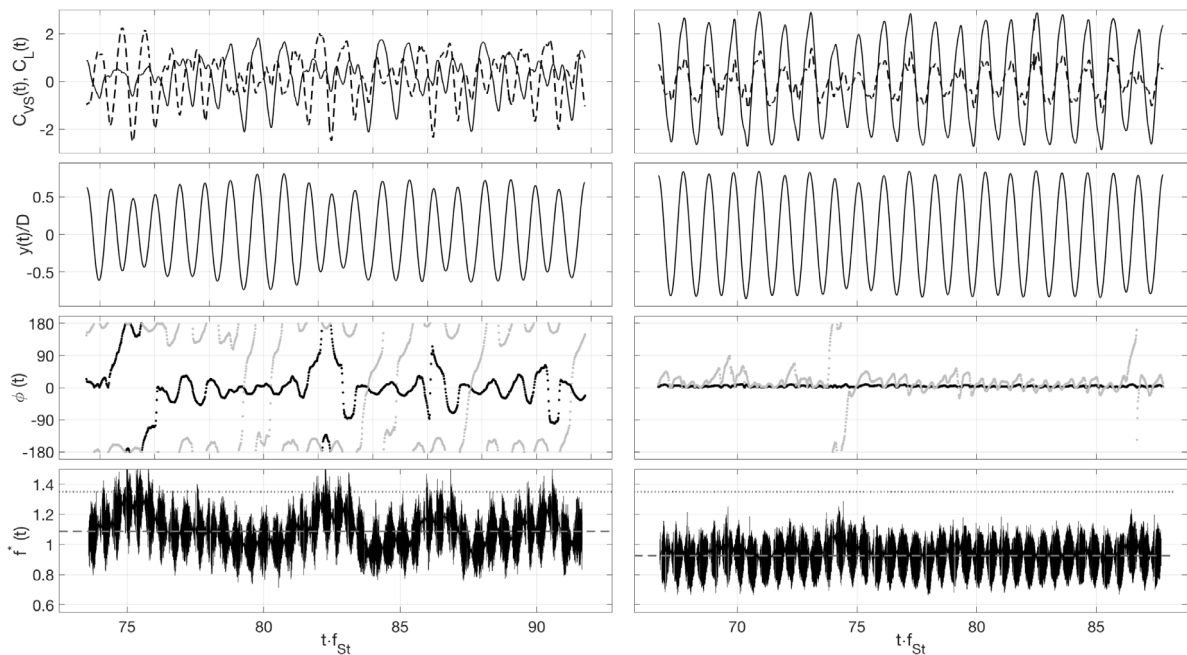 C_VS(t), C_L(t)
2
0
-2
y(t)/D
0.5
0
-0.5
ϕ (t)
180
90
0
-90
-180
f* (t)
1.4
1.2
1
0.8
0.6
75 80 85 90
t·f_St
70 75 80 85
t·f_St